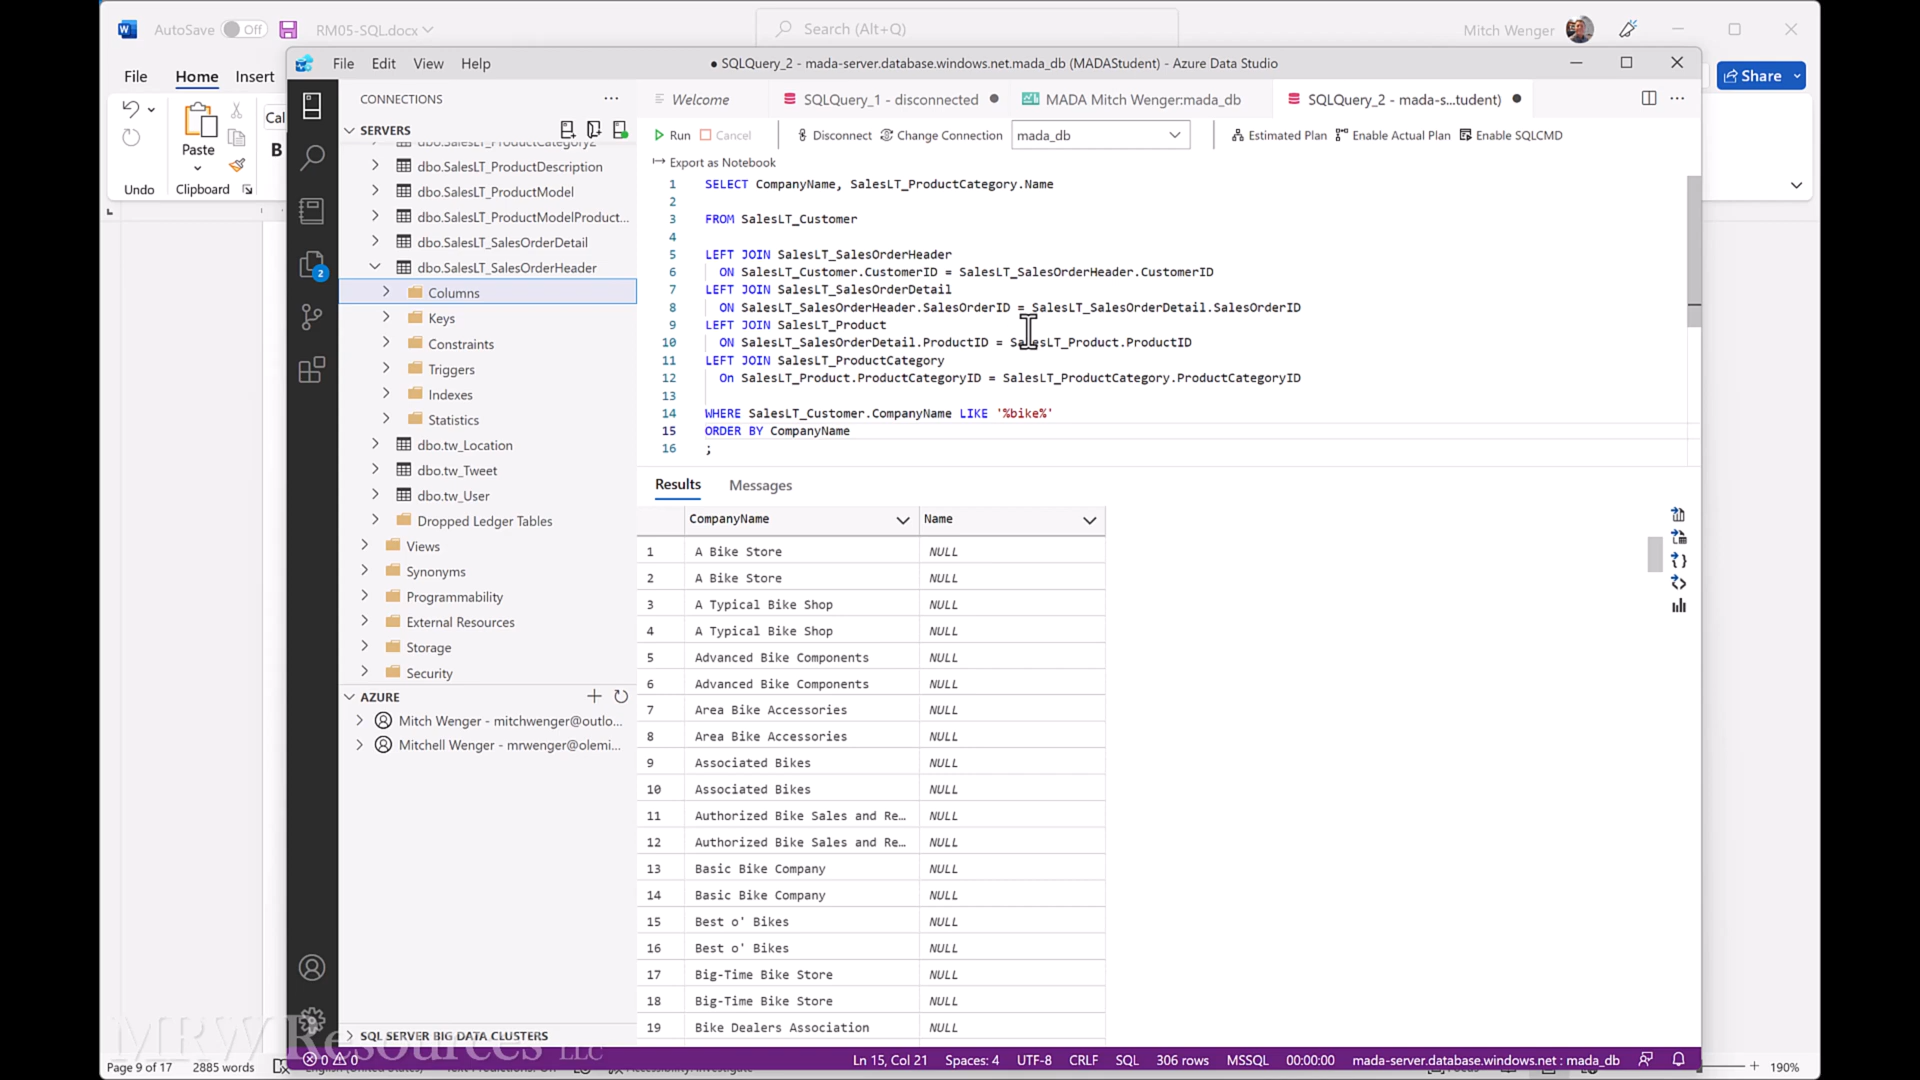 AutoSave Off RM05-SQL.docx Search (Alt+Q) Mitch Wenger
File Home Insert Share
Undo Paste Clipboard Cal B
File Edit View Help ● SQLQuery_2 - mada-server.database.windows.net.mada_db (MADAStudent) - Azure Data Studio
CONNECTIONS
SERVERS
dbo.SalesLT_ProductCategory2
dbo.SalesLT_ProductDescription
dbo.SalesLT_ProductModel
dbo.SalesLT_ProductModelProduct...
dbo.SalesLT_SalesOrderDetail
dbo.SalesLT_SalesOrderHeader
Columns
Keys
Constraints
Triggers
Indexes
Statistics
dbo.tw_Location
dbo.tw_Tweet
dbo.tw_User
Dropped Ledger Tables
Views
Synonyms
Programmability
External Resources
Storage
Security
AZURE
Mitch Wenger - mitchwenger@outlo...
Mitchell Wenger - mrwenger@olemi...
SQL SERVER BIG DATA CLUSTERS
2
Welcome SQLQuery_1 - disconnected MADA Mitch Wenger:mada_db SQLQuery_2 - mada-s...tudent)
Run Cancel Disconnect Change Connection mada_db Estimated Plan Enable Actual Plan Enable SQLCMD
Export as Notebook
1 SELECT CompanyName, SalesLT_ProductCategory.Name
2
3 FROM SalesLT_Customer
4
5 LEFT JOIN SalesLT_SalesOrderHeader
6 ON SalesLT_Customer.CustomerID = SalesLT_SalesOrderHeader.CustomerID
7 LEFT JOIN SalesLT_SalesOrderDetail
8 ON SalesLT_SalesOrderHeader.SalesOrderID = SalesLT_SalesOrderDetail.SalesOrderID
9 LEFT JOIN SalesLT_Product
10 ON SalesLT_SalesOrderDetail.ProductID = SalesLT_Product.ProductID
11 LEFT JOIN SalesLT_ProductCategory
12 On SalesLT_Product.ProductCategoryID = SalesLT_ProductCategory.ProductCategoryID
13
14 WHERE SalesLT_Customer.CompanyName LIKE '%bike%'
15 ORDER BY CompanyName
16 ;
Results Messages
CompanyName Name
1 A Bike Store NULL
2 A Bike Store NULL
3 A Typical Bike Shop NULL
4 A Typical Bike Shop NULL
5 Advanced Bike Components NULL
6 Advanced Bike Components NULL
7 Area Bike Accessories NULL
8 Area Bike Accessories NULL
9 Associated Bikes NULL
10 Associated Bikes NULL
11 Authorized Bike Sales and Re... NULL
12 Authorized Bike Sales and Re... NULL
13 Basic Bike Company NULL
14 Basic Bike Company NULL
15 Best o' Bikes NULL
16 Best o' Bikes NULL
17 Big-Time Bike Store NULL
18 Big-Time Bike Store NULL
19 Bike Dealers Association NULL
MRW Resources LLC
0 0 Ln 15, Col 21 Spaces: 4 UTF-8 CRLF SQL 306 rows MSSQL 00:00:00 mada-server.database.windows.net : mada_db
Page 9 of 17 2885 words 190%